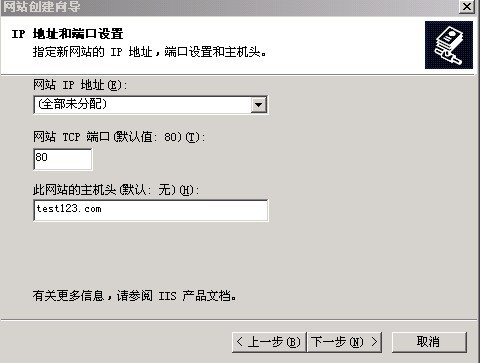 网站创建向导
IP 地址和端口设置
指定新网站的 IP 地址，端口设置和主机头。
网站 IP 地址(E):
(全部未分配)
网站 TCP 端口(默认值: 80)(T):
80
此网站的主机头(默认: 无)(H):
test123.com
有关更多信息，请参阅 IIS 产品文档。
< 上一步(B) 下一步(N) > 取消